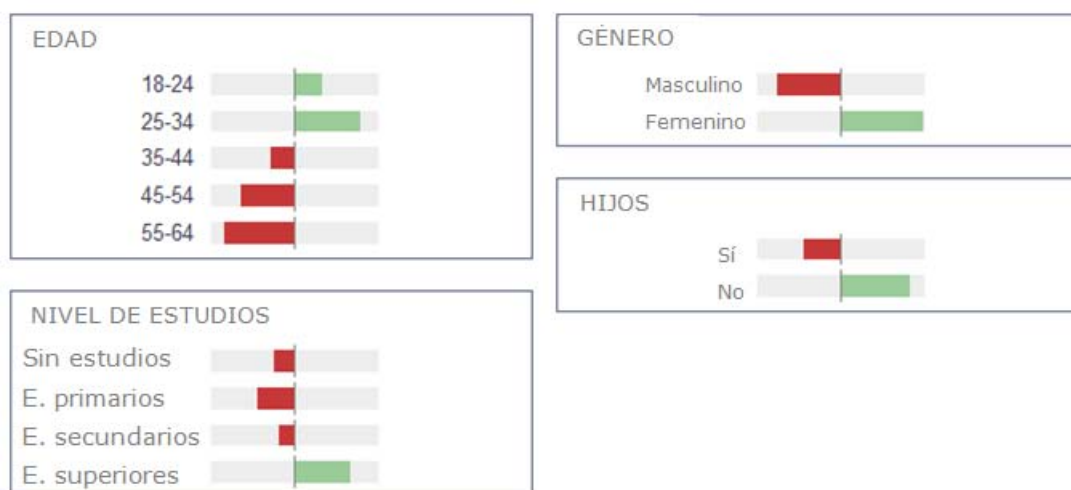 EDAD
18-24
25-34
35-44
45-54
55-64
NIVEL DE ESTUDIOS
Sin estudios
E. primarios
E. secundarios
E. superiores
GÉNERO
Masculino
Femenino
HIJOS
Sí
No